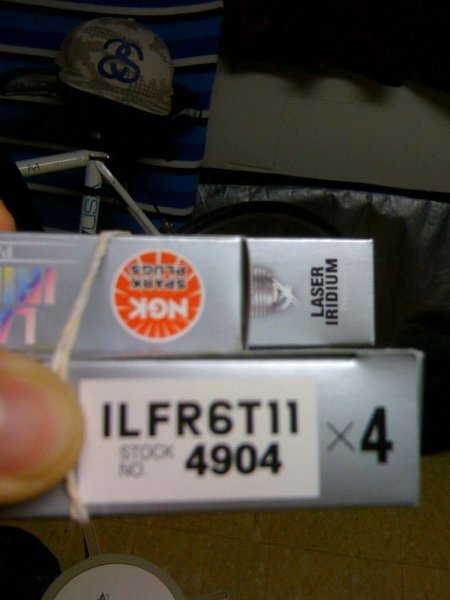 NGK
SPARK
PLUGS
LASER
IRIDIUM
ILFR6T11
STOCK
NO.
4904
×4